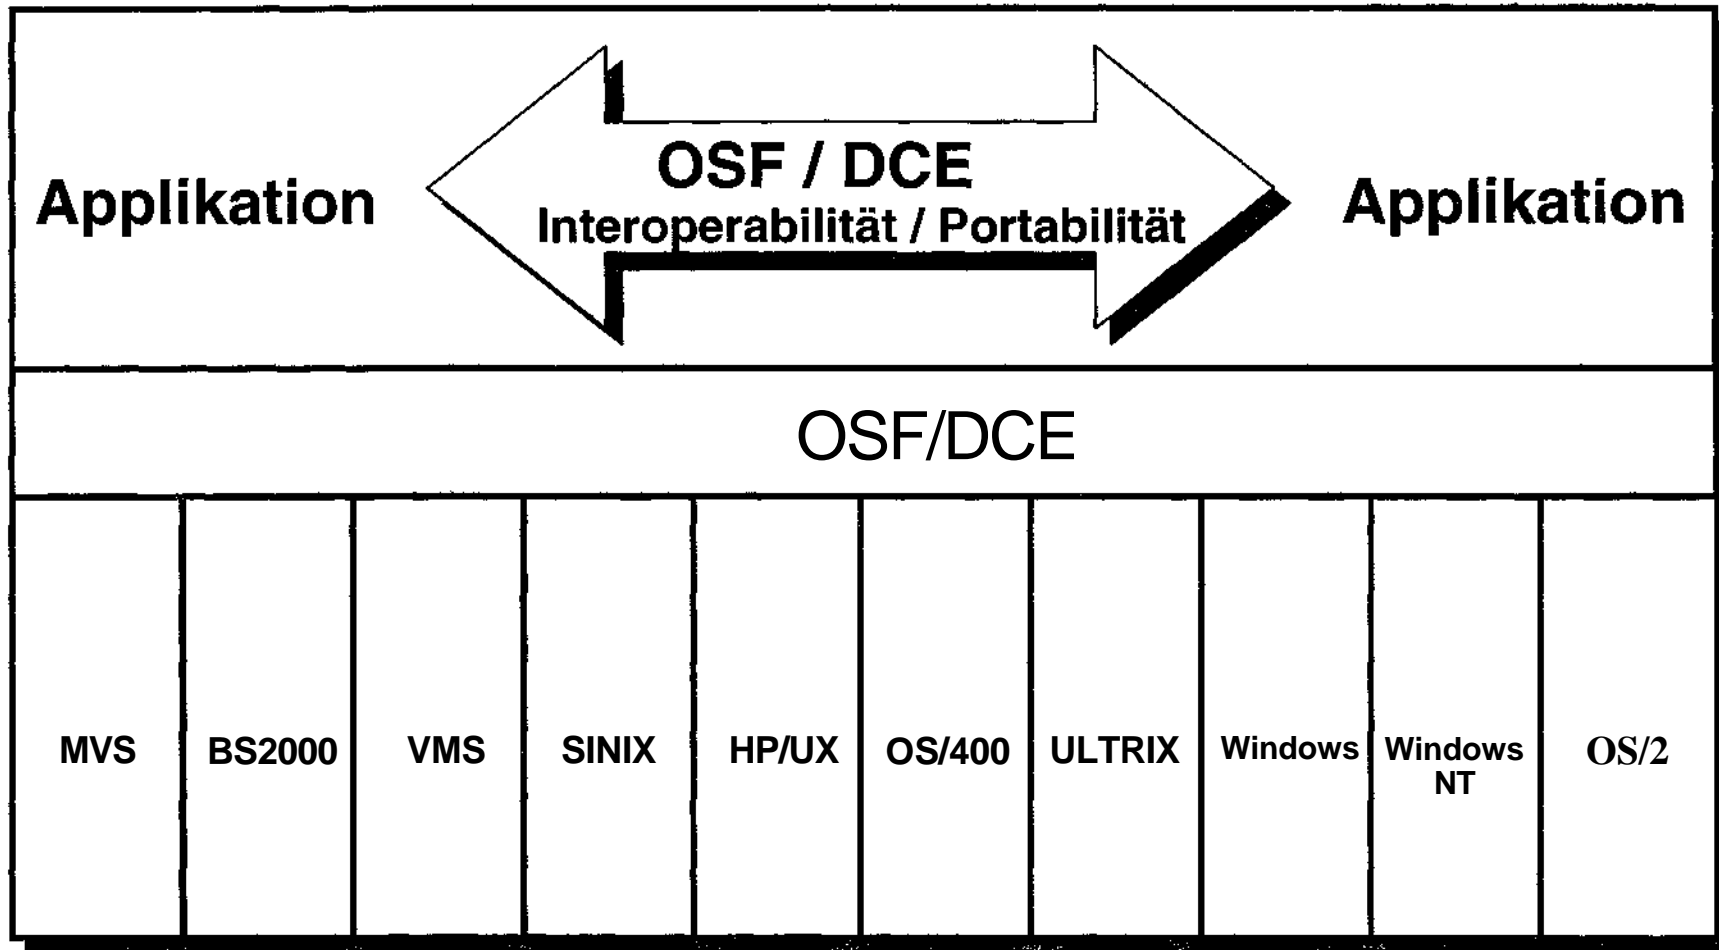 OSF / DCE
Applikation
Interoperabilität / Portabilität
Applikation
OSF/DCE
MVS
BS2000
VMS
SINIX
HP/UX
OS/400
ULTRIX
Windows
Windows
NT
OS/2